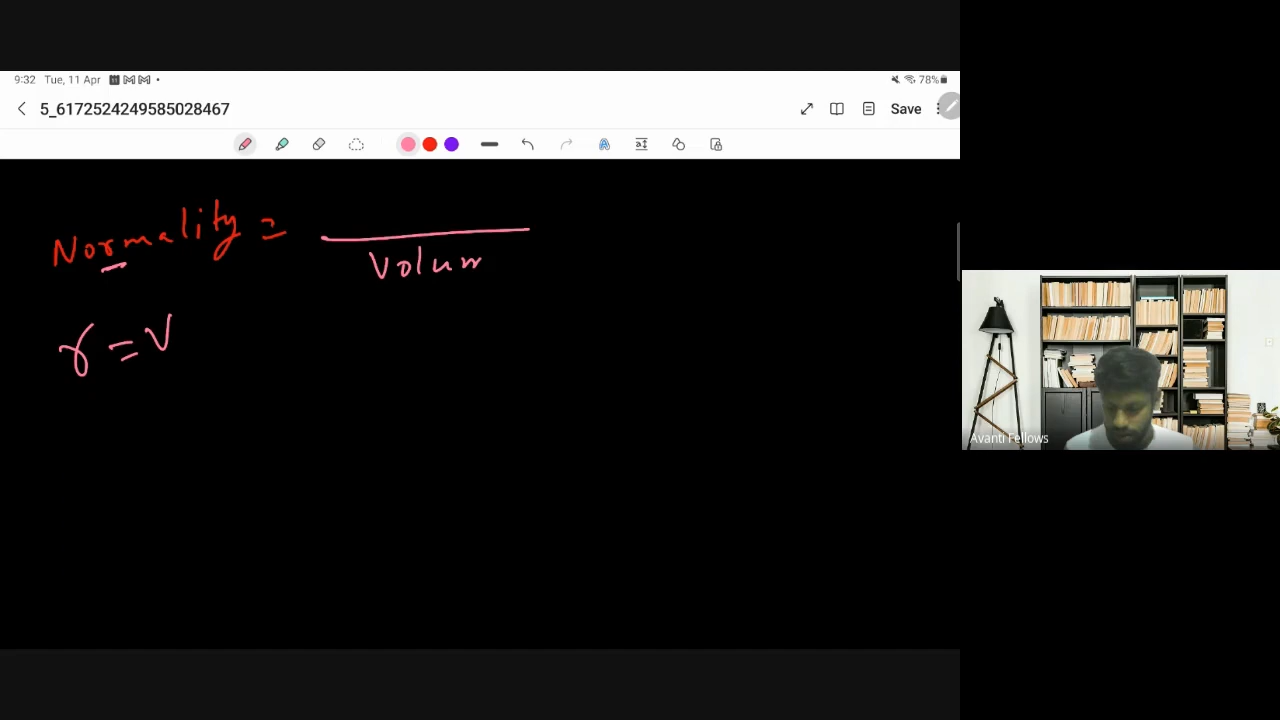 9:32 Tue, 11 Apr
78%
5_6172524249585028467
Save
Normality =
Volum
r = V
Avanti Fellows